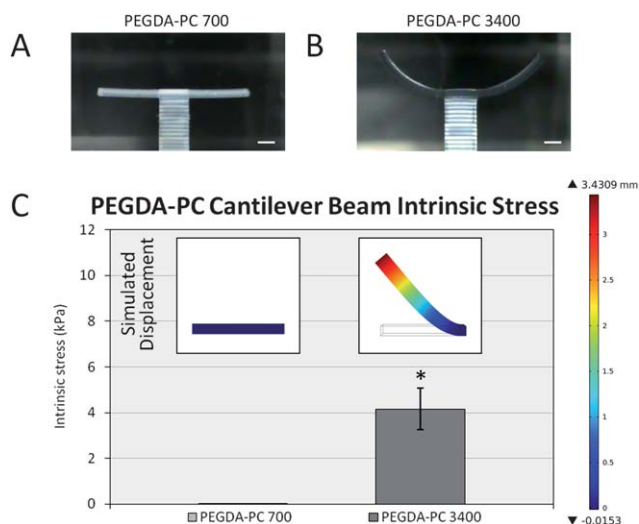 PEGDA-PC 700
PEGDA-PC 3400
A
B
C
PEGDA-PC Cantilever Beam Intrinsic Stress
▲ 3.4309 mm
12
10
8
6
4
2
0
Intrinsic stress (kPa)
Simulated
Displacement
*
3
2.5
2
1.5
1
0.5
0
▼ -0.0153
PEGDA-PC 700
PEGDA-PC 3400